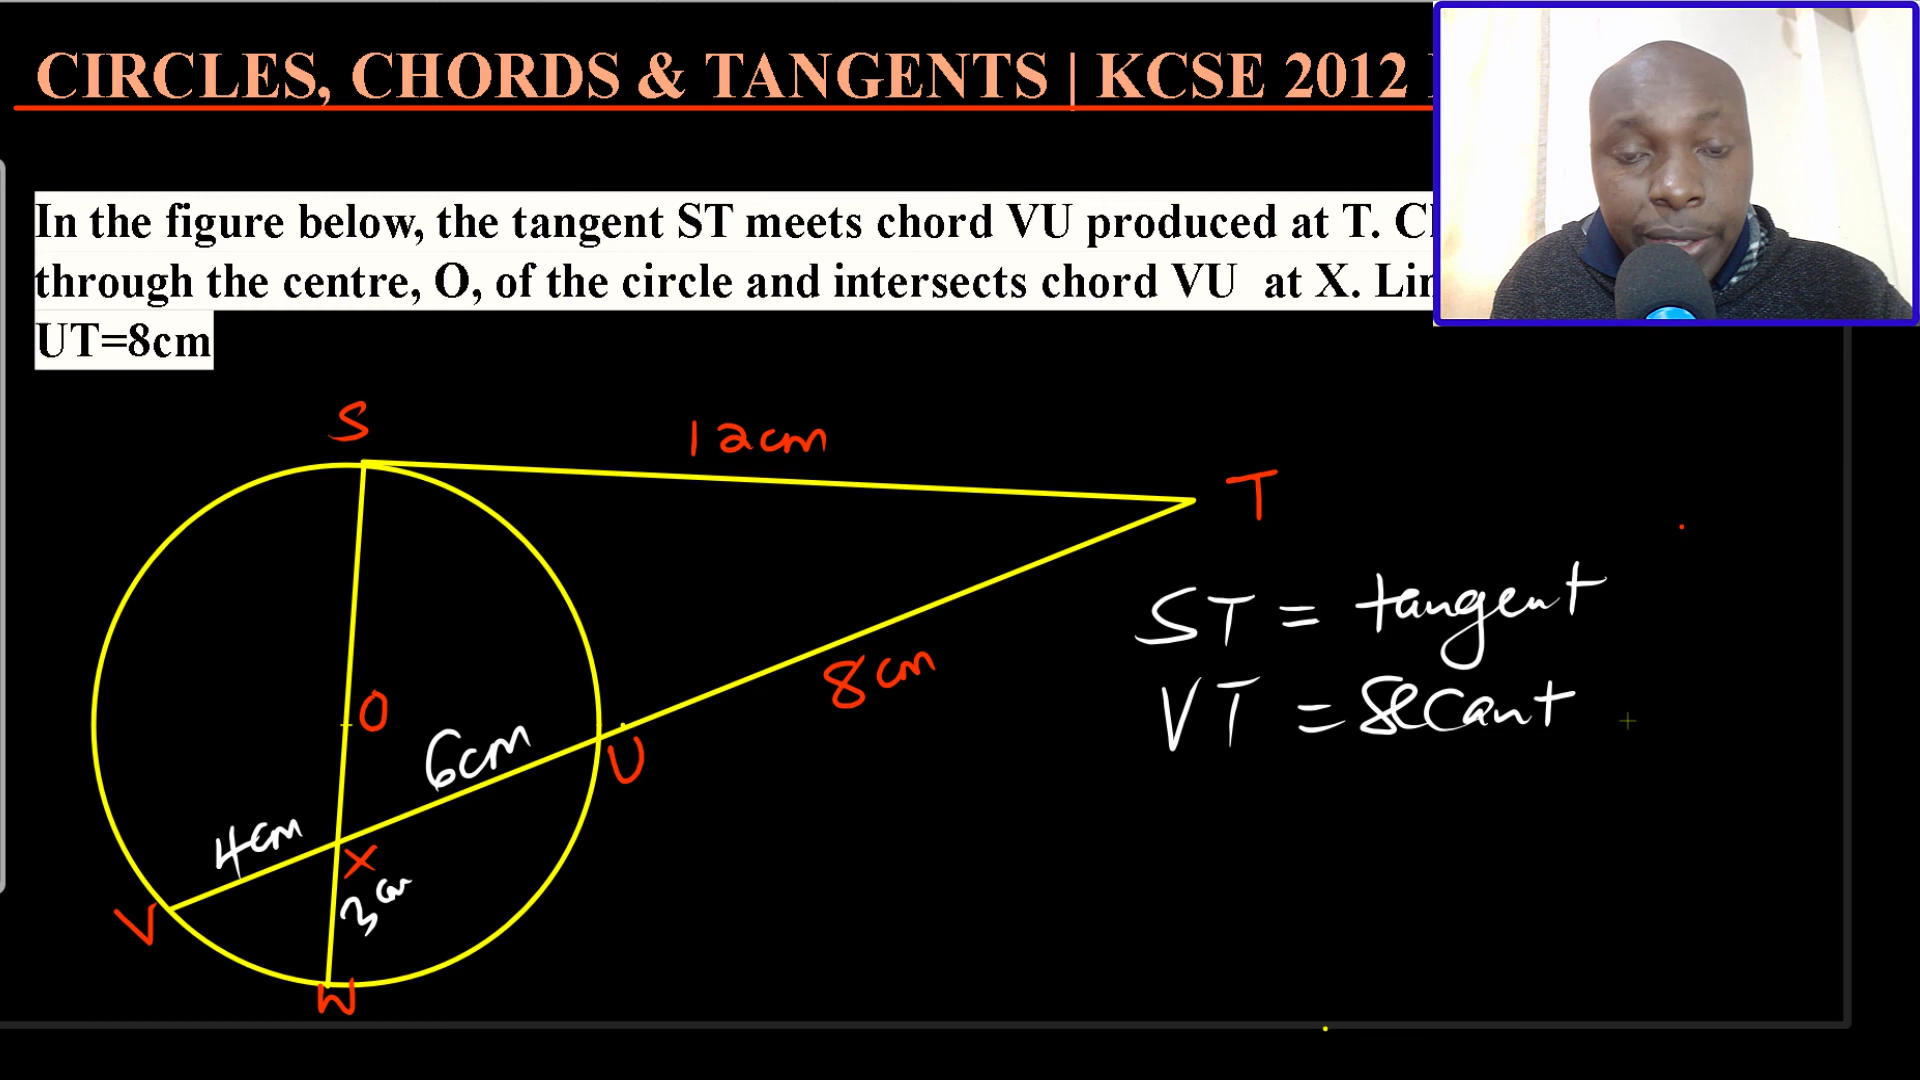 CIRCLES, CHORDS & TANGENTS | KCSE 2012
In the figure below, the tangent ST meets chord VU produced at T.
through the centre, O, of the circle and intersects chord VU at X.
UT=8cm
S
12cm
T
ST = tangent
8cm
VT = secant
O
6cm
U
4cm
X
3cm
V
W